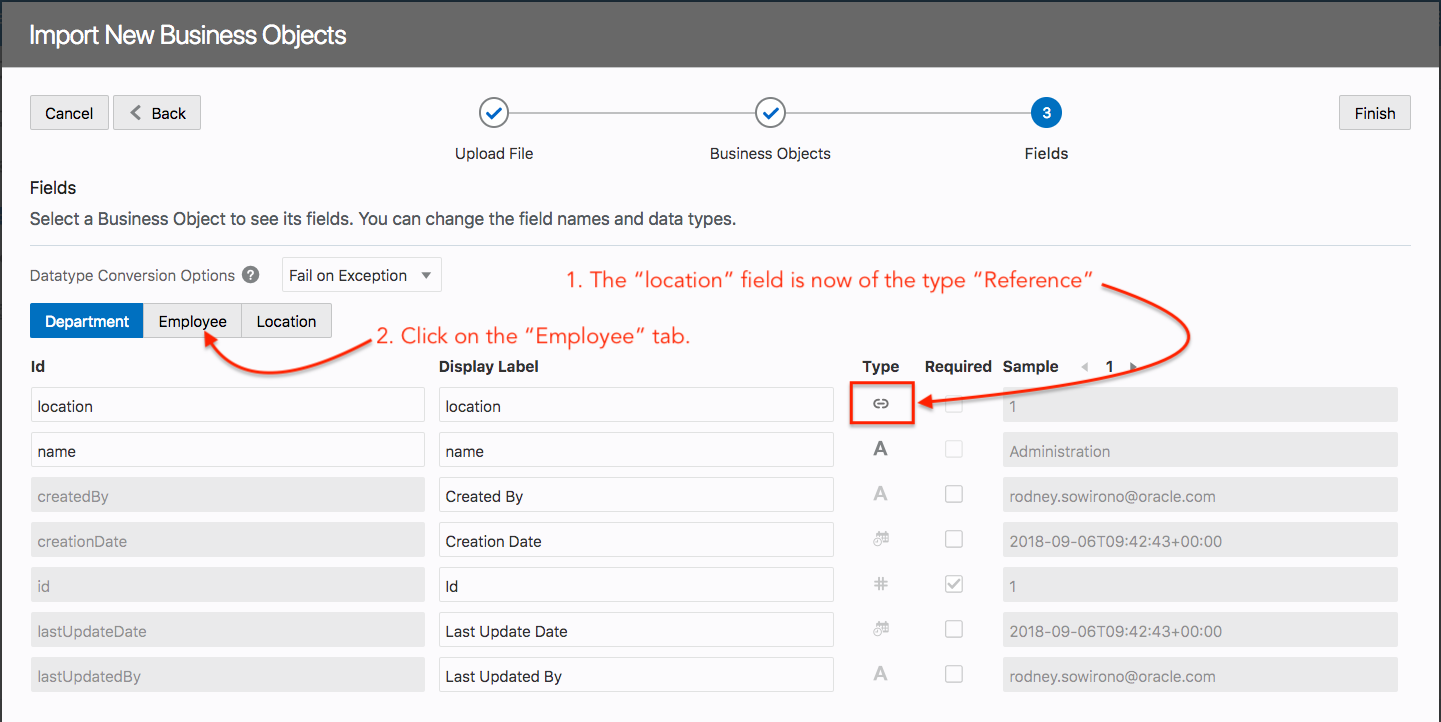 Import New Business Objects
Cancel Back Finish
3
Upload File Business Objects Fields
Fields
Select a Business Object to see its fields. You can change the field names and data types.
Datatype Conversion Options ? Fail on Exception
1. The “location” field is now of the type “Reference”
Department Employee Location
2. Click on the “Employee” tab.
Id Display Label Type Required Sample 1
location location 1
name name A Administration
createdBy Created By A rodney.sowirono@oracle.com
creationDate Creation Date 2018-09-06T09:42:43+00:00
id Id # 1
lastUpdateDate Last Update Date 2018-09-06T09:42:43+00:00
lastUpdatedBy Last Updated By A rodney.sowirono@oracle.com